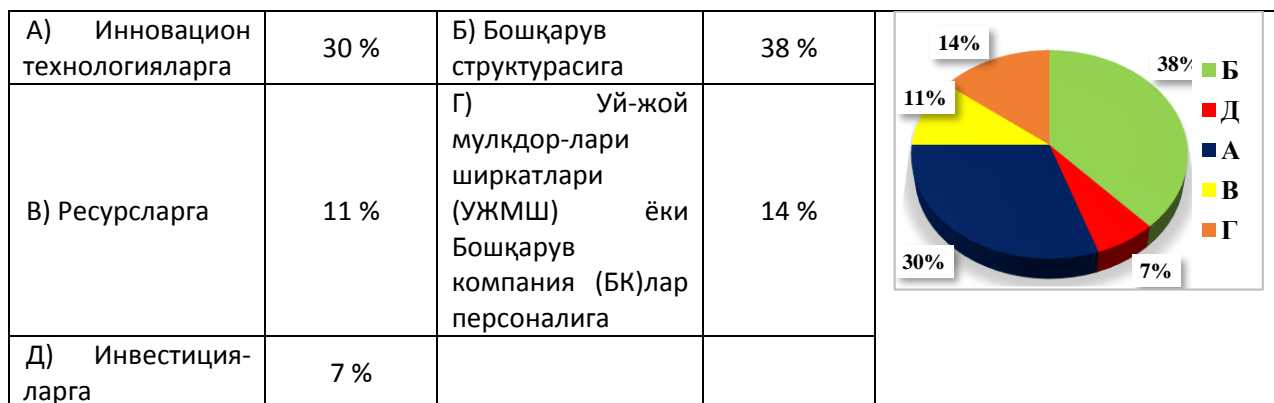 А) Инновацион
технологияларга
30 %
Б) Бошқарув
структурасига
38 %
В) Ресурсларга
11 %
Г) Уй-жой
мулкдор-лари
ширкатлари
(УЖМШ) ёки
Бошқарув
компания (БК)лар
персоналига
14 %
Д) Инвестиция-
ларга
7 %
14%
38%
11%
30%
7%
Б
Д
А
В
Г